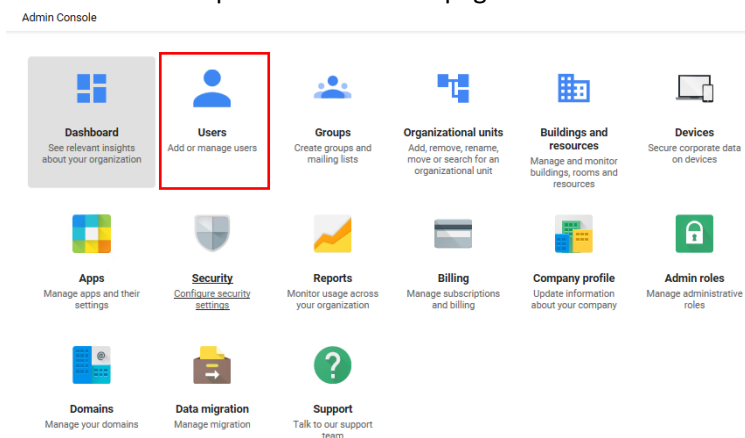 Admin Console
Dashboard
See relevant insights
about your organization
Users
Add or manage users
Groups
Create groups and
mailing lists
Organizational units
Add, remove, rename,
move or search for an
organizational unit
Buildings and
resources
Manage and monitor
buildings, rooms and
resources
Devices
Secure corporate data
on devices
Apps
Manage apps and their
settings
Security
Configure security
settings
Reports
Monitor usage across
your organization
Billing
Manage subscriptions
and billing
Company profile
Update information
about your company
Admin roles
Manage administrative
roles
Domains
Manage your domains
Data migration
Manage migration
Support
Talk to our support
team